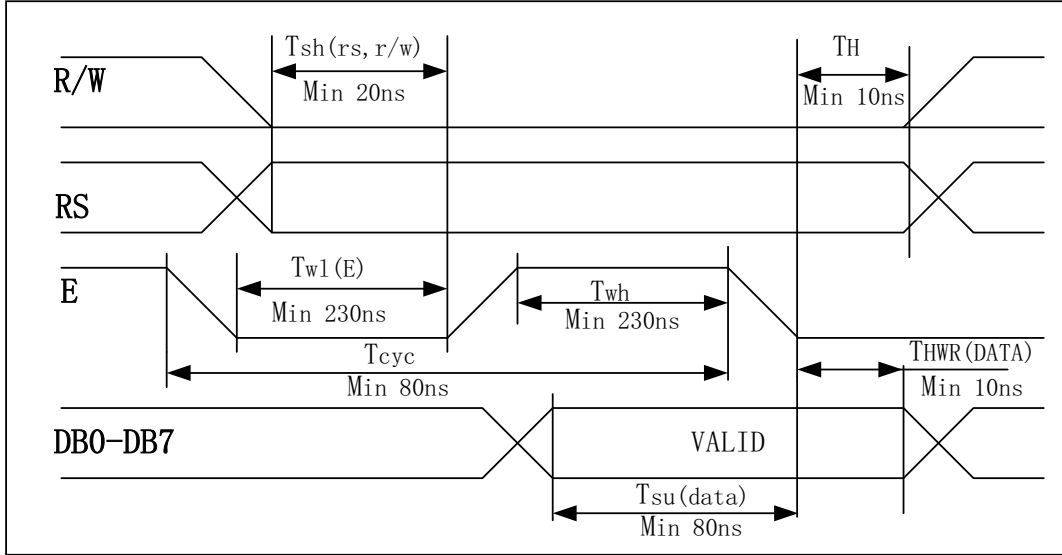 Tsh(rs,r/w)
TH
R/W
Min 20ns
Min 10ns
RS
Twl(E)
E
Twh
Min 230ns
Min 230ns
Tcyc
THWR(DATA)
Min 80ns
Min 10ns
DB0-DB7
VALID
Tsu(data)
Min 80ns